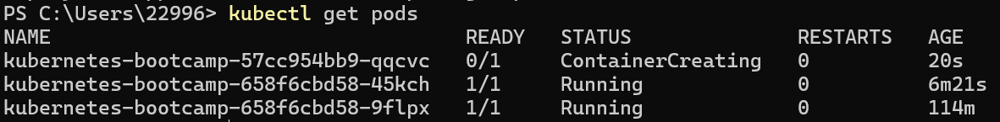 PS C:\Users\22996> kubectl get pods
NAME READY STATUS RESTARTS AGE
kubernetes-bootcamp-57cc954bb9-qqcvc 0/1 ContainerCreating 0 20s
kubernetes-bootcamp-658f6cbd58-45kch 1/1 Running 0 6m21s
kubernetes-bootcamp-658f6cbd58-9flpx 1/1 Running 0 114m